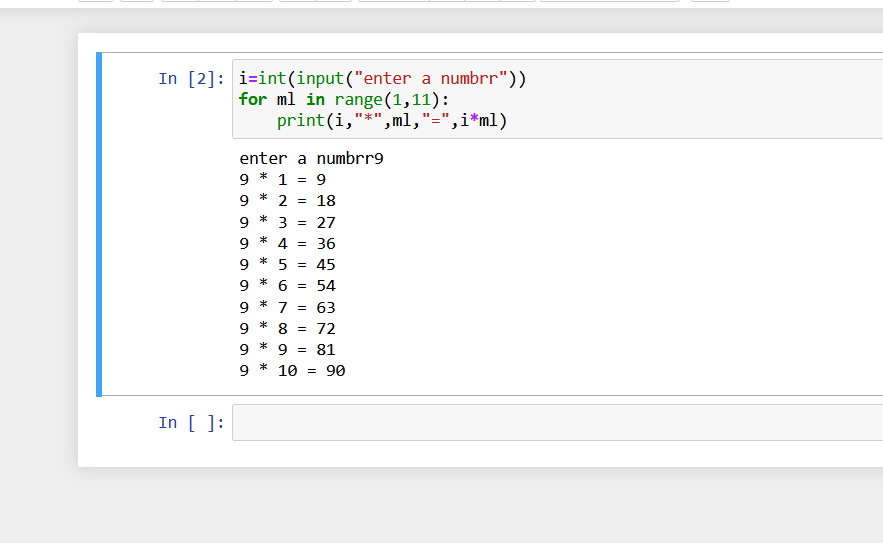 In [2]: i=int(input("enter a numbrr"))
for ml in range(1,11):
    print(i,"*",ml,"=",i*ml)
enter a numbrr9
9 * 1 = 9
9 * 2 = 18
9 * 3 = 27
9 * 4 = 36
9 * 5 = 45
9 * 6 = 54
9 * 7 = 63
9 * 8 = 72
9 * 9 = 81
9 * 10 = 90
In [ ]: